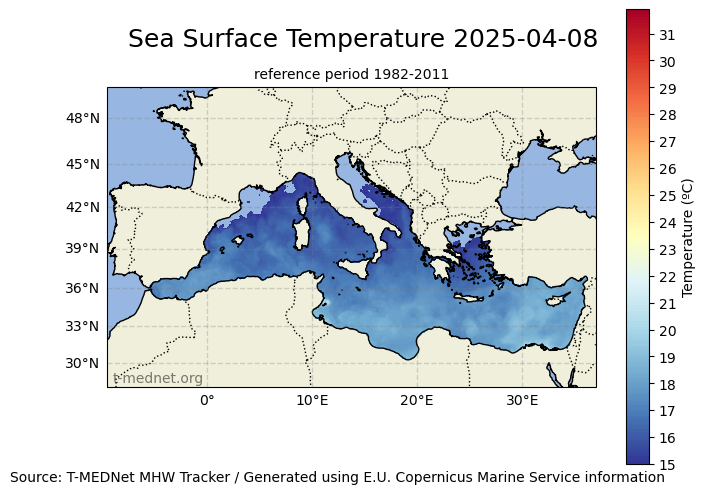 Sea Surface Temperature 2025-04-08
reference period 1982-2011
48°N
45°N
42°N
39°N
36°N
33°N
30°N
t-mednet.org
0°
10°E
20°E
30°E
31
30
29
28
27
26
25
24
23
22
21
20
19
18
17
16
15
Temperature (ºC)
Source: T-MEDNet MHW Tracker / Generated using E.U. Copernicus Marine Service information